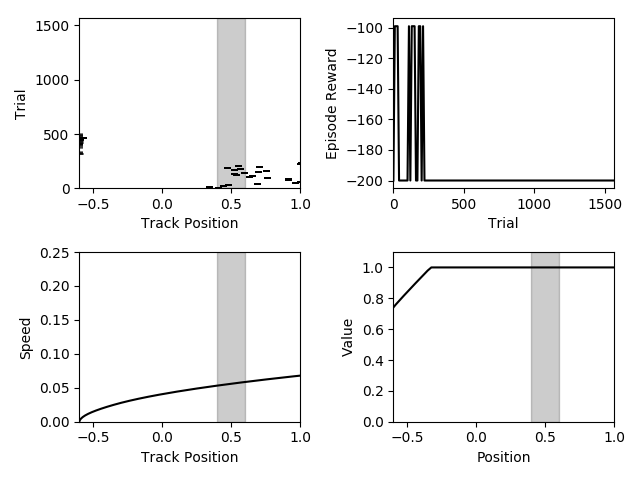 1500
1000
500
0
Trial
−0.5 0.0 0.5 1.0
Track Position
−100
−120
−140
−160
−180
−200
Episode Reward
0 500 1000 1500
Trial
0.25
0.20
0.15
0.10
0.05
0.00
Speed
−0.5 0.0 0.5 1.0
Track Position
1.0
0.8
0.6
0.4
0.2
0.0
Value
−0.5 0.0 0.5 1.0
Position